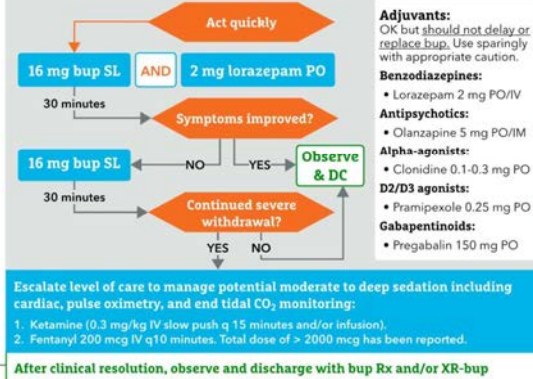 Act quickly
16 mg bup SL
AND
2 mg lorazepam PO
30 minutes
Symptoms improved?
16 mg bup SL
NO
YES
Observe
& DC
30 minutes
Continued severe
withdrawal?
YES
NO
Adjuvants:
OK but should not delay or
replace bup. Use sparingly
with appropriate caution.
Benzodiazepines:
• Lorazepam 2 mg PO/IV
Antipsychotics:
• Olanzapine 5 mg PO/IM
Alpha-agonists:
• Clonidine 0.1-0.3 mg PO
D2/D3 agonists:
• Pramipexole 0.25 mg PO
Gabapentinoids:
• Pregabalin 150 mg PO
Escalate level of care to manage potential moderate to deep sedation including
cardiac, pulse oximetry, and end tidal CO2 monitoring:
1. Ketamine (0.3 mg/kg IV slow push q 15 minutes and/or infusion).
2. Fentanyl 200 mcg IV q10 minutes. Total dose of > 2000 mcg has been reported.
After clinical resolution, observe and discharge with bup Rx and/or XR-bup